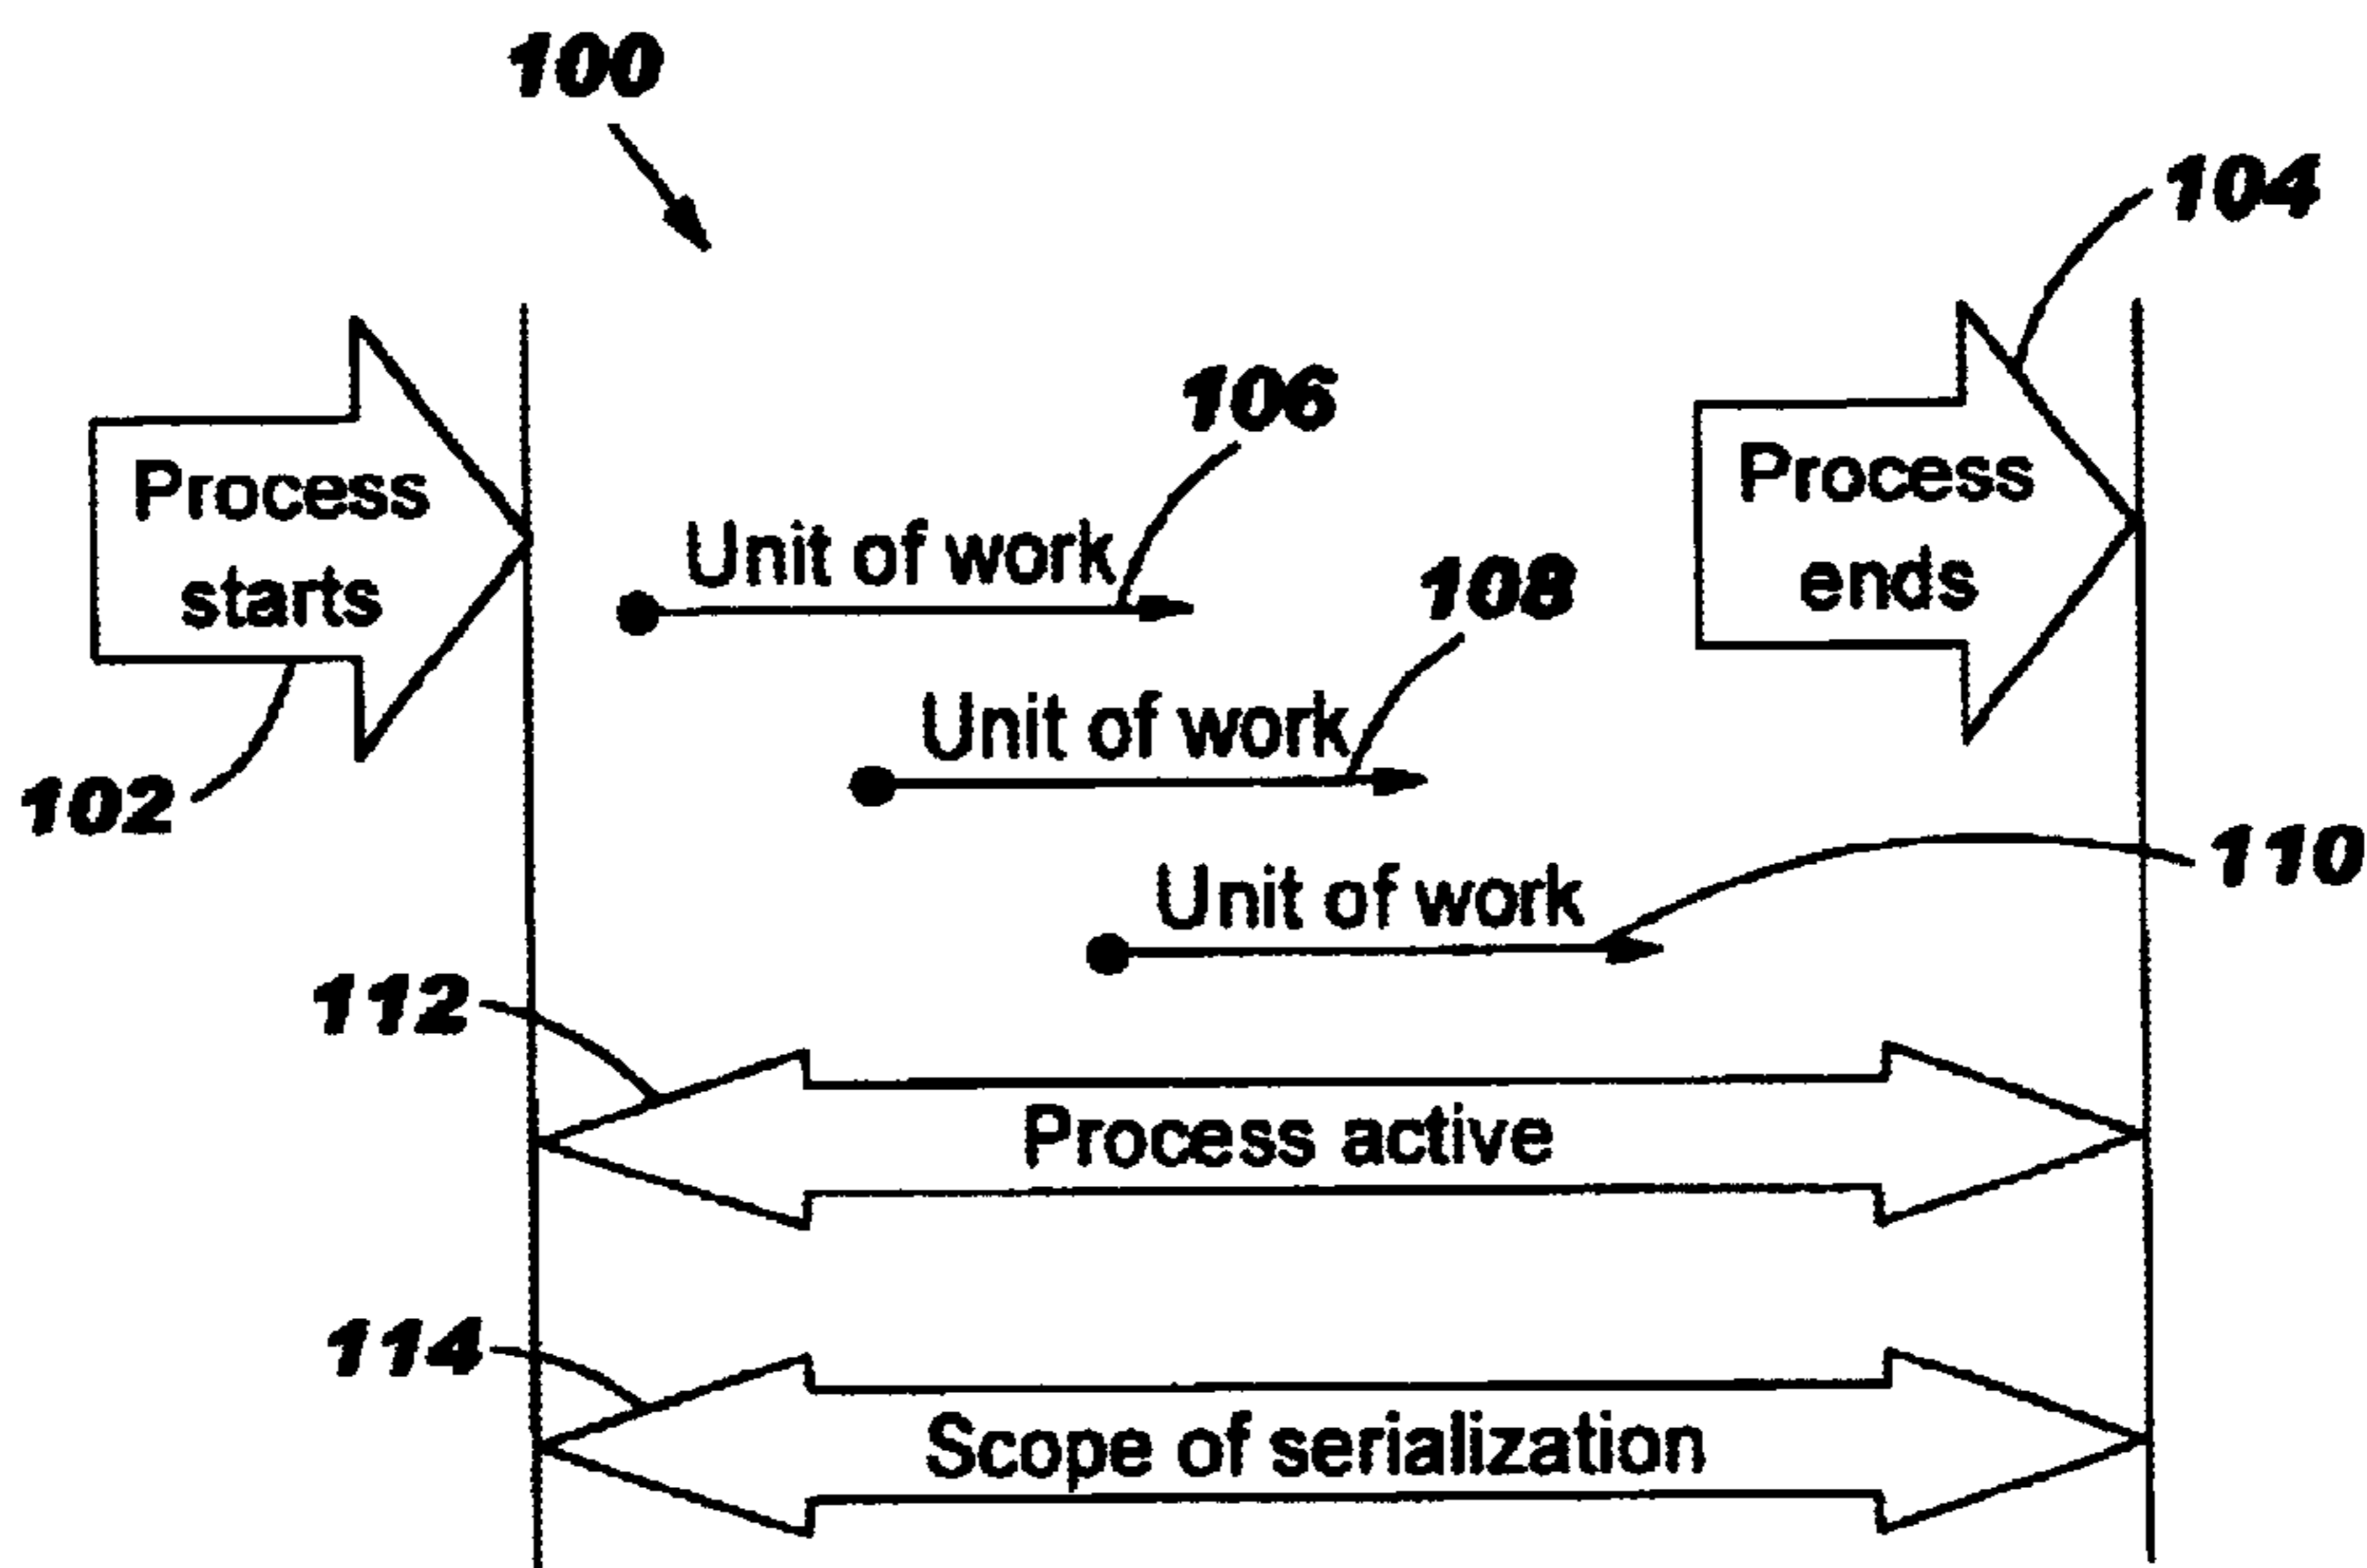 100
104
106
Process
starts
Unit of work
Process
ends
108
Unit of work
102
110
Unit of work
112
Process active
114
Scope of serialization